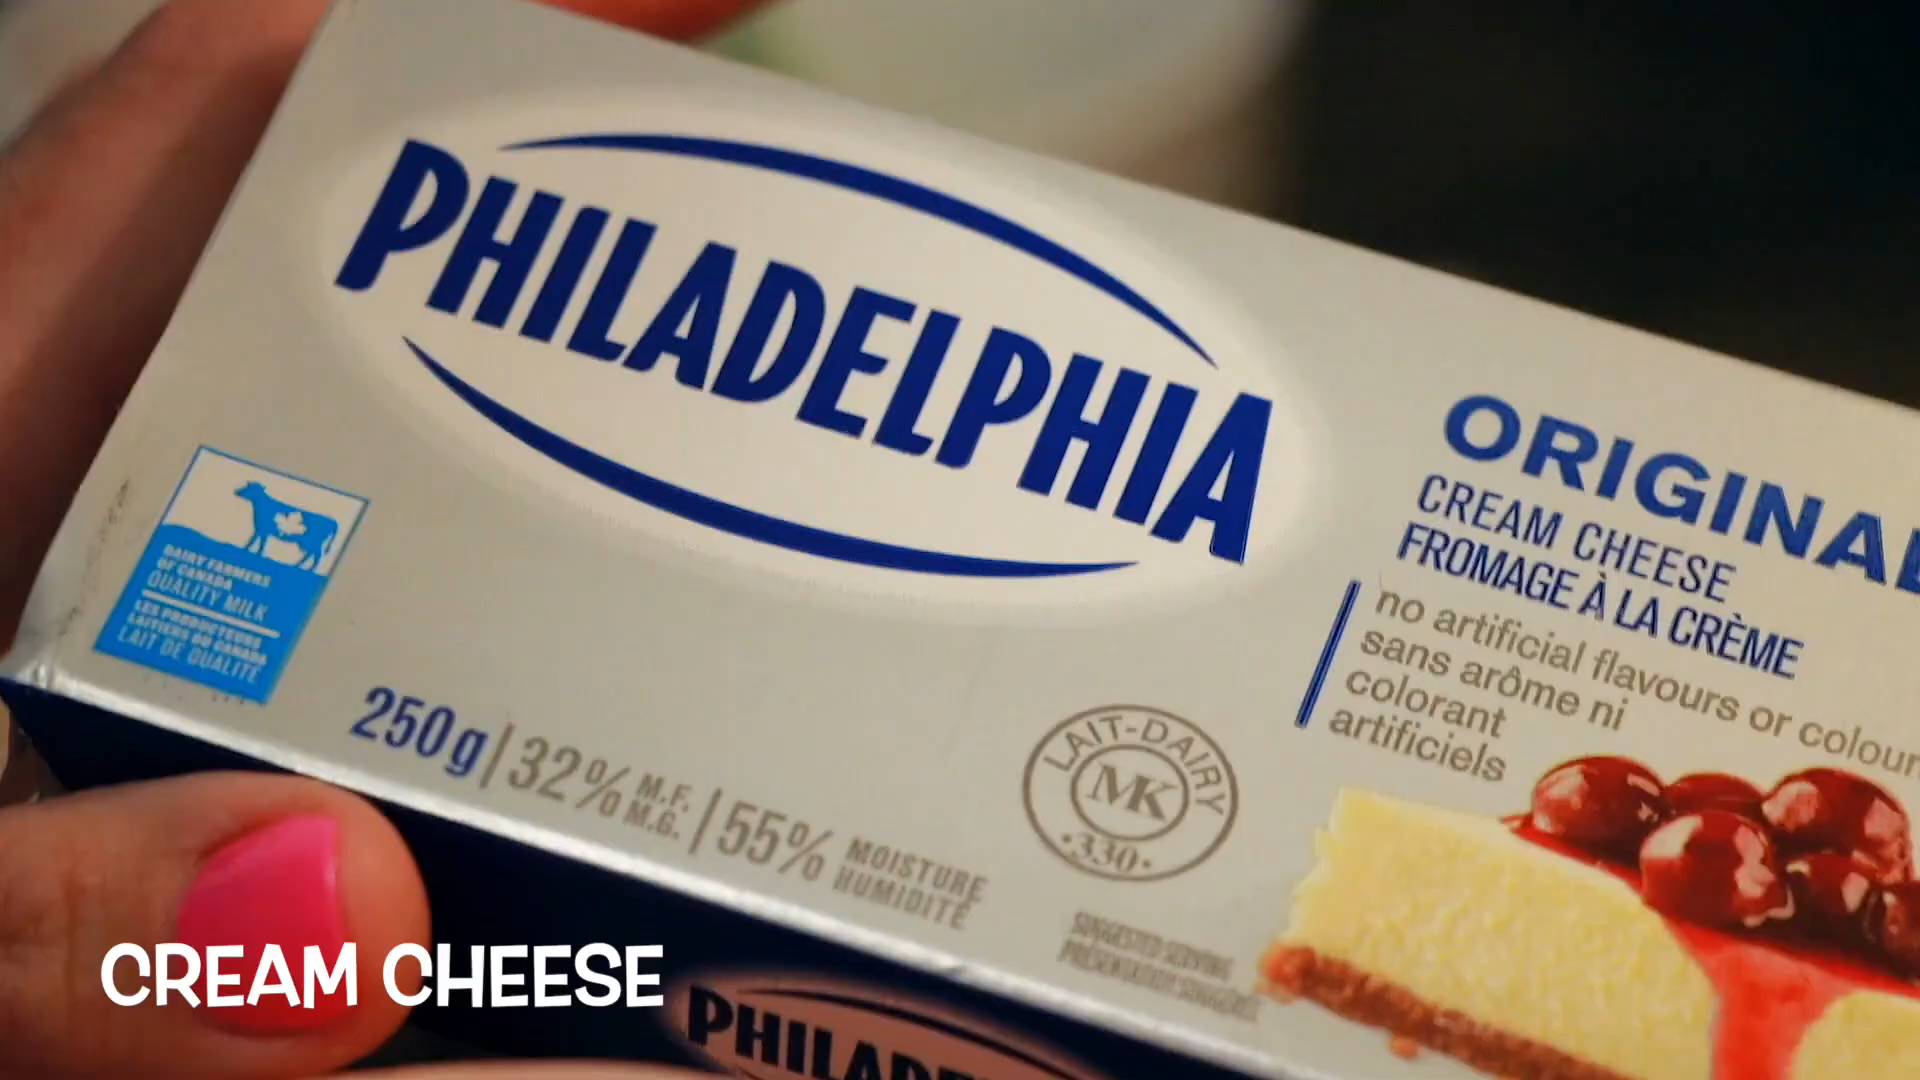 PHILADELPHIA
ORIGINAL
CREAM CHEESE
FROMAGE À LA CRÈME
no artificial flavours or colour
sans arôme ni
colorant
artificiels
DAIRY FARMERS
OF CANADA
QUALITY MILK
LES PRODUCTEURS
LAITIERS DU CANADA
LAIT DE QUALITÉ
250g | 32% M.F. M.G. | 55% MOISTURE HUMIDITÉ
LAIT-DAIRY
MK
·330·
SUGGESTED SERVING
PRÉSENTATION SUGGÉRÉE
CREAM CHEESE
PHILADE